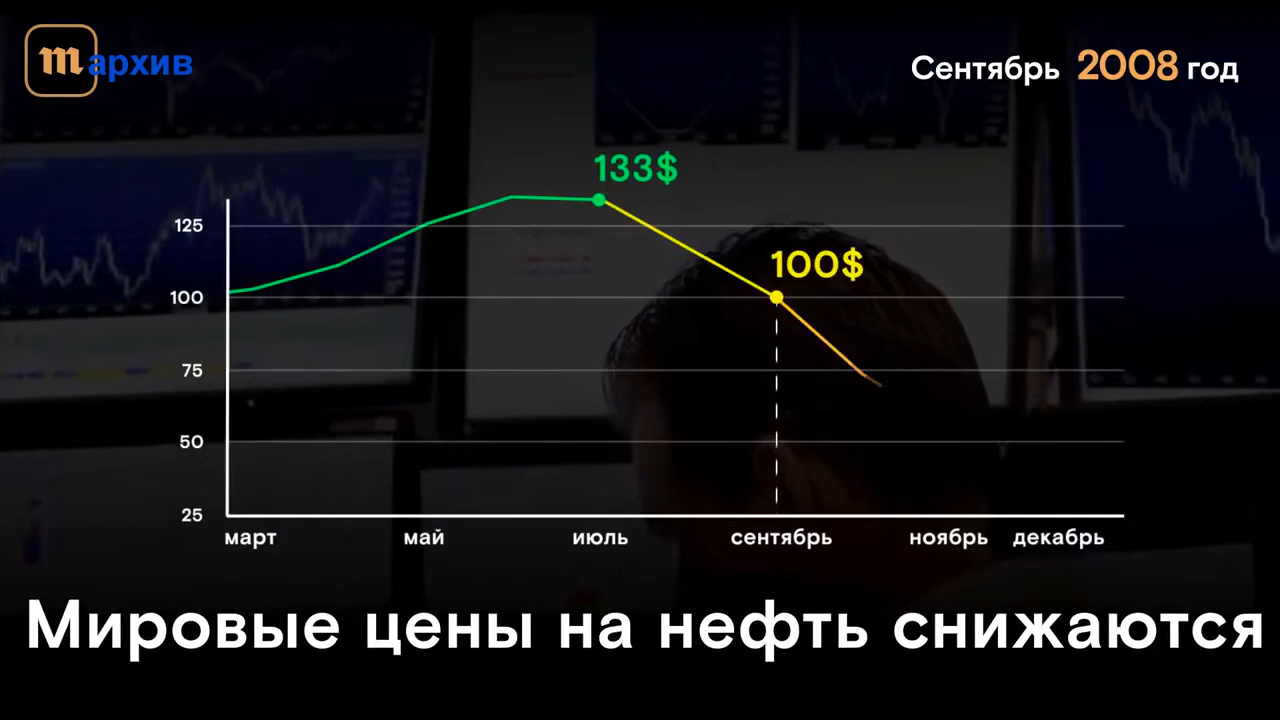 m архив
Сентябрь 2008 год
133$
100$
125
100
75
50
25
март май июль сентябрь ноябрь декабрь
Мировые цены на нефть снижаются